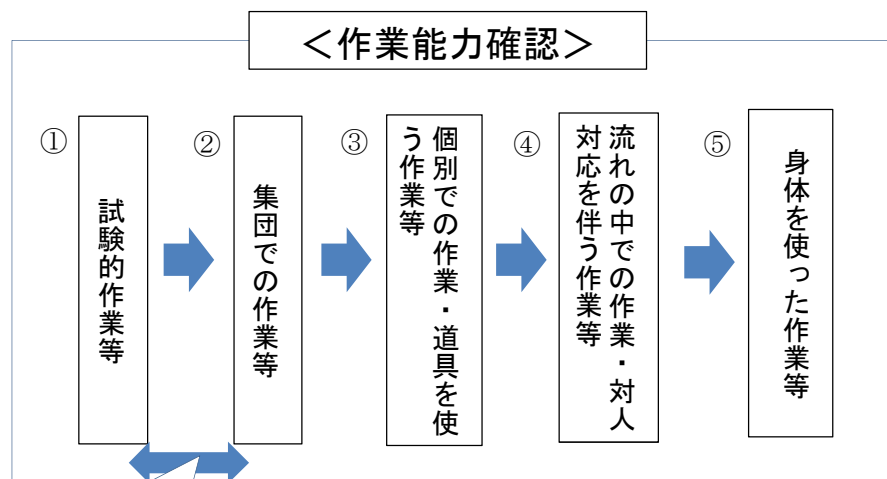 ＜作業能力確認＞
①
試験的作業等
②
集団での作業等
③
個別での作業・道具を使
う作業等
④
流れの中での作業・対人
対応を伴う作業等
⑤
身体を使った作業等